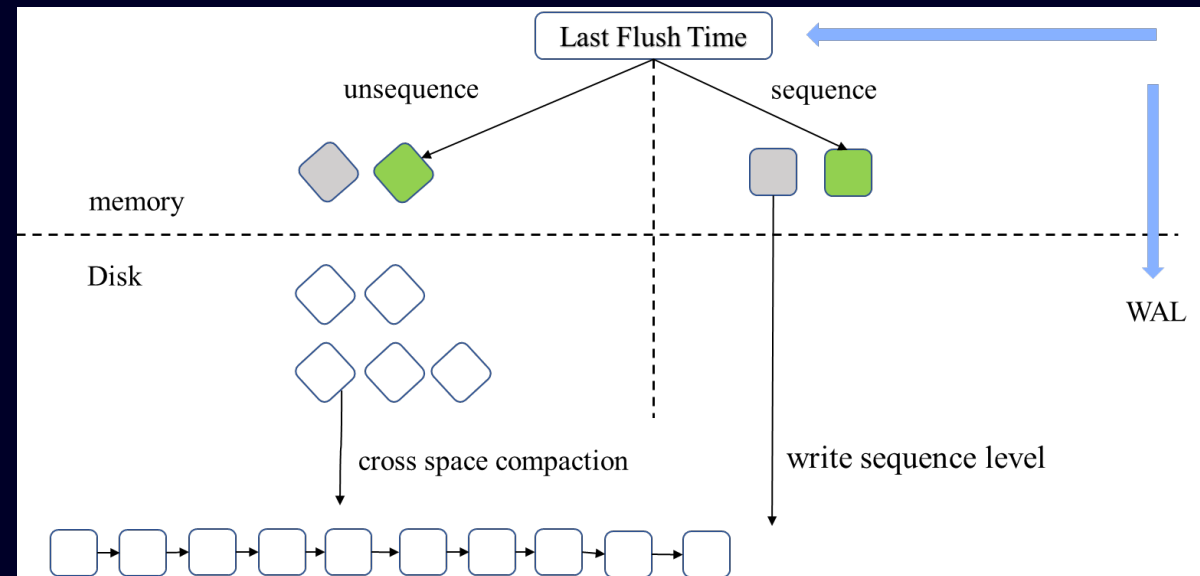 Last Flush Time
unsequence
sequence
memory
Disk
WAL
cross space compaction
write sequence level